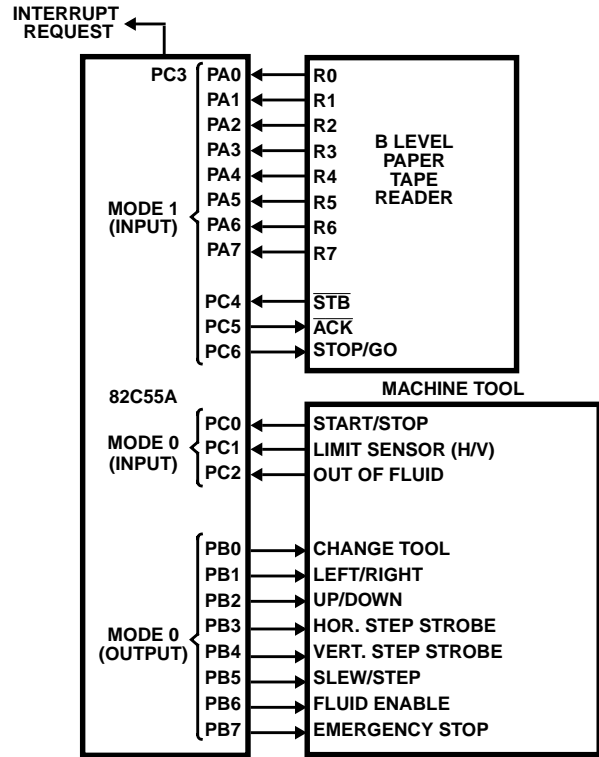 INTERRUPT
REQUEST
PC3 PA0 R0
PA1 R1
PA2 R2
PA3 R3
PA4 R4
PA5 R5
PA6 R6
PA7 R7
B LEVEL
PAPER
TAPE
READER
MODE 1
(INPUT)
PC4 STB
PC5 ACK
PC6 STOP/GO
MACHINE TOOL
82C55A
MODE 0
(INPUT)
PC0 START/STOP
PC1 LIMIT SENSOR (H/V)
PC2 OUT OF FLUID
MODE 0
(OUTPUT)
PB0 CHANGE TOOL
PB1 LEFT/RIGHT
PB2 UP/DOWN
PB3 HOR. STEP STROBE
PB4 VERT. STEP STROBE
PB5 SLEW/STEP
PB6 FLUID ENABLE
PB7 EMERGENCY STOP